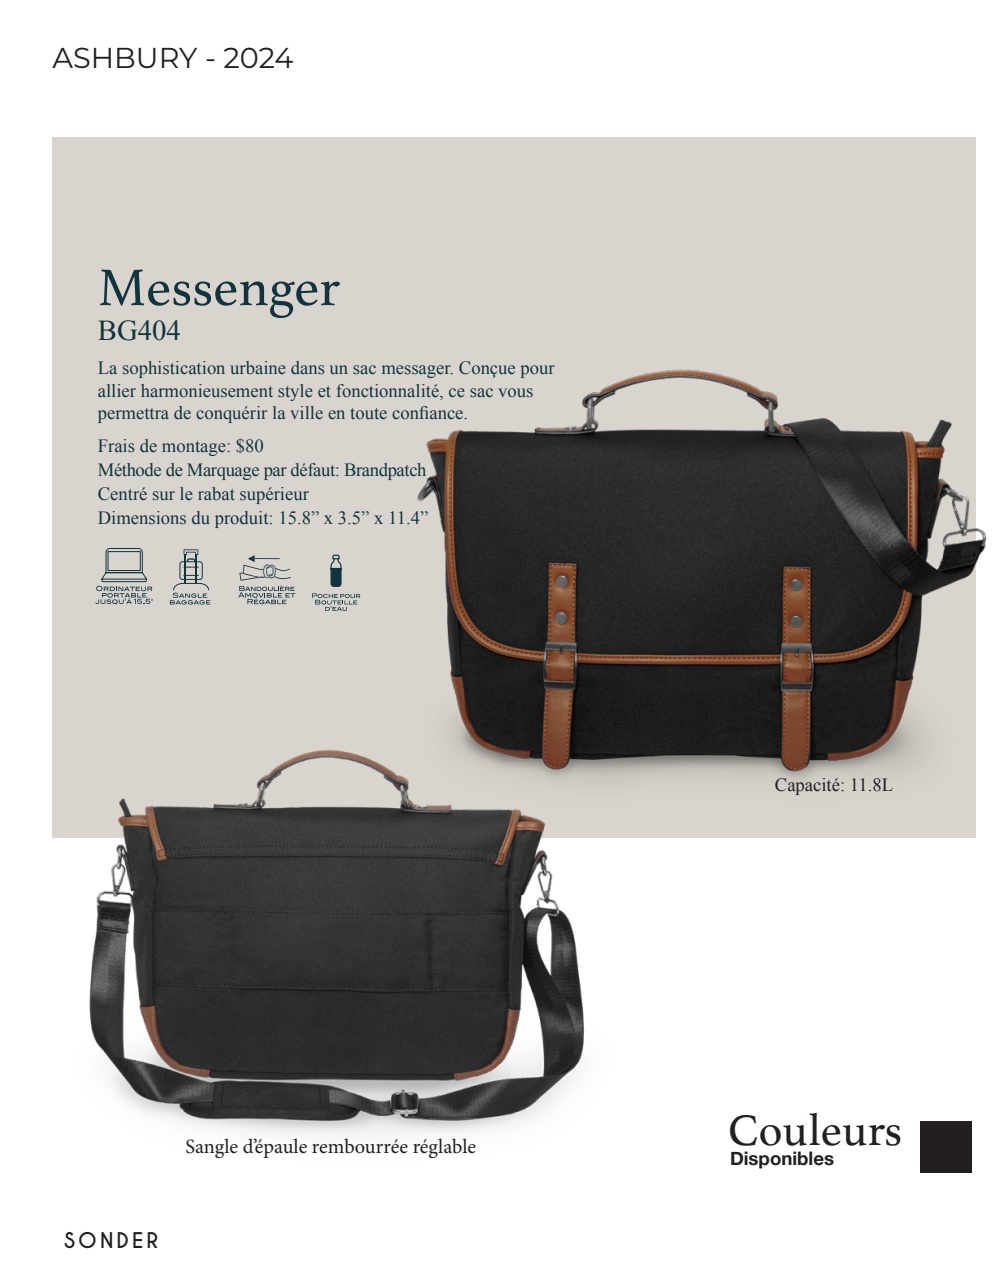 ASHBURY - 2024
Messenger
BG404
La sophistication urbaine dans un sac messager. Conçue pour
allier harmonieusement style et fonctionnalité, ce sac vous
permettra de conquérir la ville en toute confiance.
Frais de montage: $80
Méthode de Marquage par défaut: Brandpatch
Centré sur le rabat supérieur
Dimensions du produit: 15.8” x 3.5” x 11.4”
ORDINATEUR
PORTABLE
JUSQU'À 15.5"
SANGLE
BAGGAGE
BANDOULIÈRE
AMOVIBLE ET
RÉGABLE
POCHE POUR
BOUTEILLE
D'EAU
Capacité: 11.8L
Sangle d'épaule rembourrée réglable
Couleurs
Disponibles
SONDER